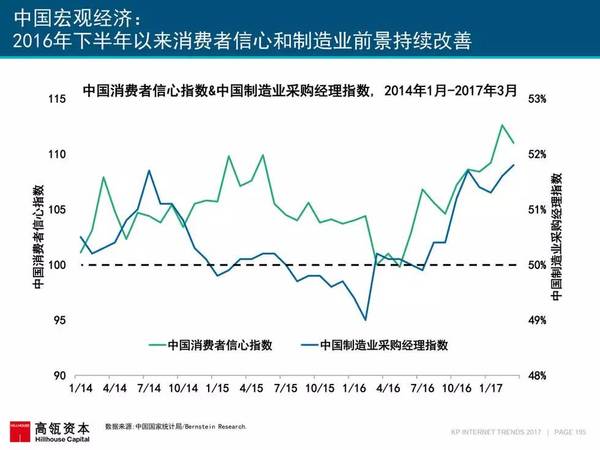 中国宏观经济：
2016年下半年以来消费者信心和制造业前景持续改善
中国消费者信心指数&中国制造业采购经理指数, 2014年1月-2017年3月
115
110
105
100
95
90
中国消费者信心指数
53%
52%
51%
50%
49%
48%
中国制造业采购经理指数
中国消费者信心指数
中国制造业采购经理指数
1/14 4/14 7/14 10/14 1/15 4/15 7/15 10/15 1/16 4/16 7/16 10/16 1/17
HILLHOUSE
高瓴资本
Hillhouse Capital
数据来源:中国国家统计局/Bernstein Research.
KP INTERNET TRENDS 2017 | PAGE 195